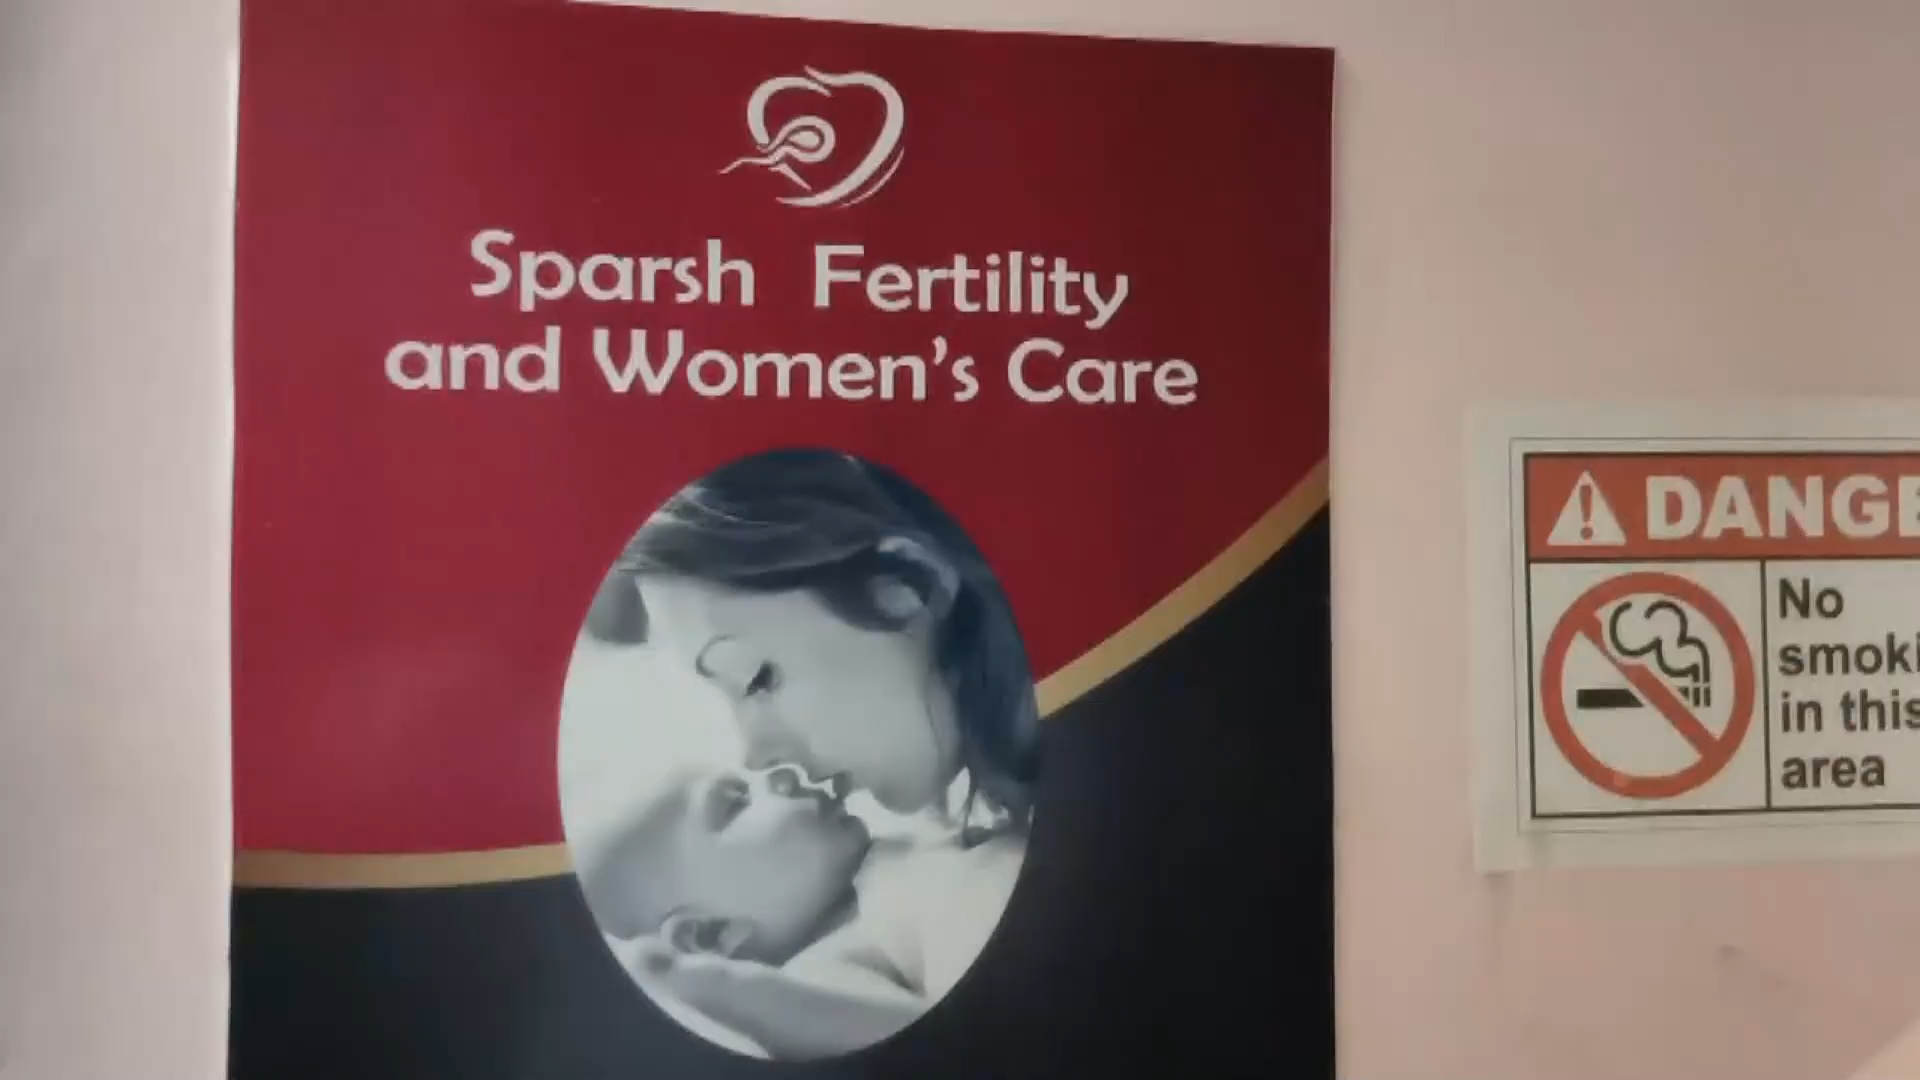 Sparsh Fertility
and Women's Care
DANGE
No
smoki
in this
area